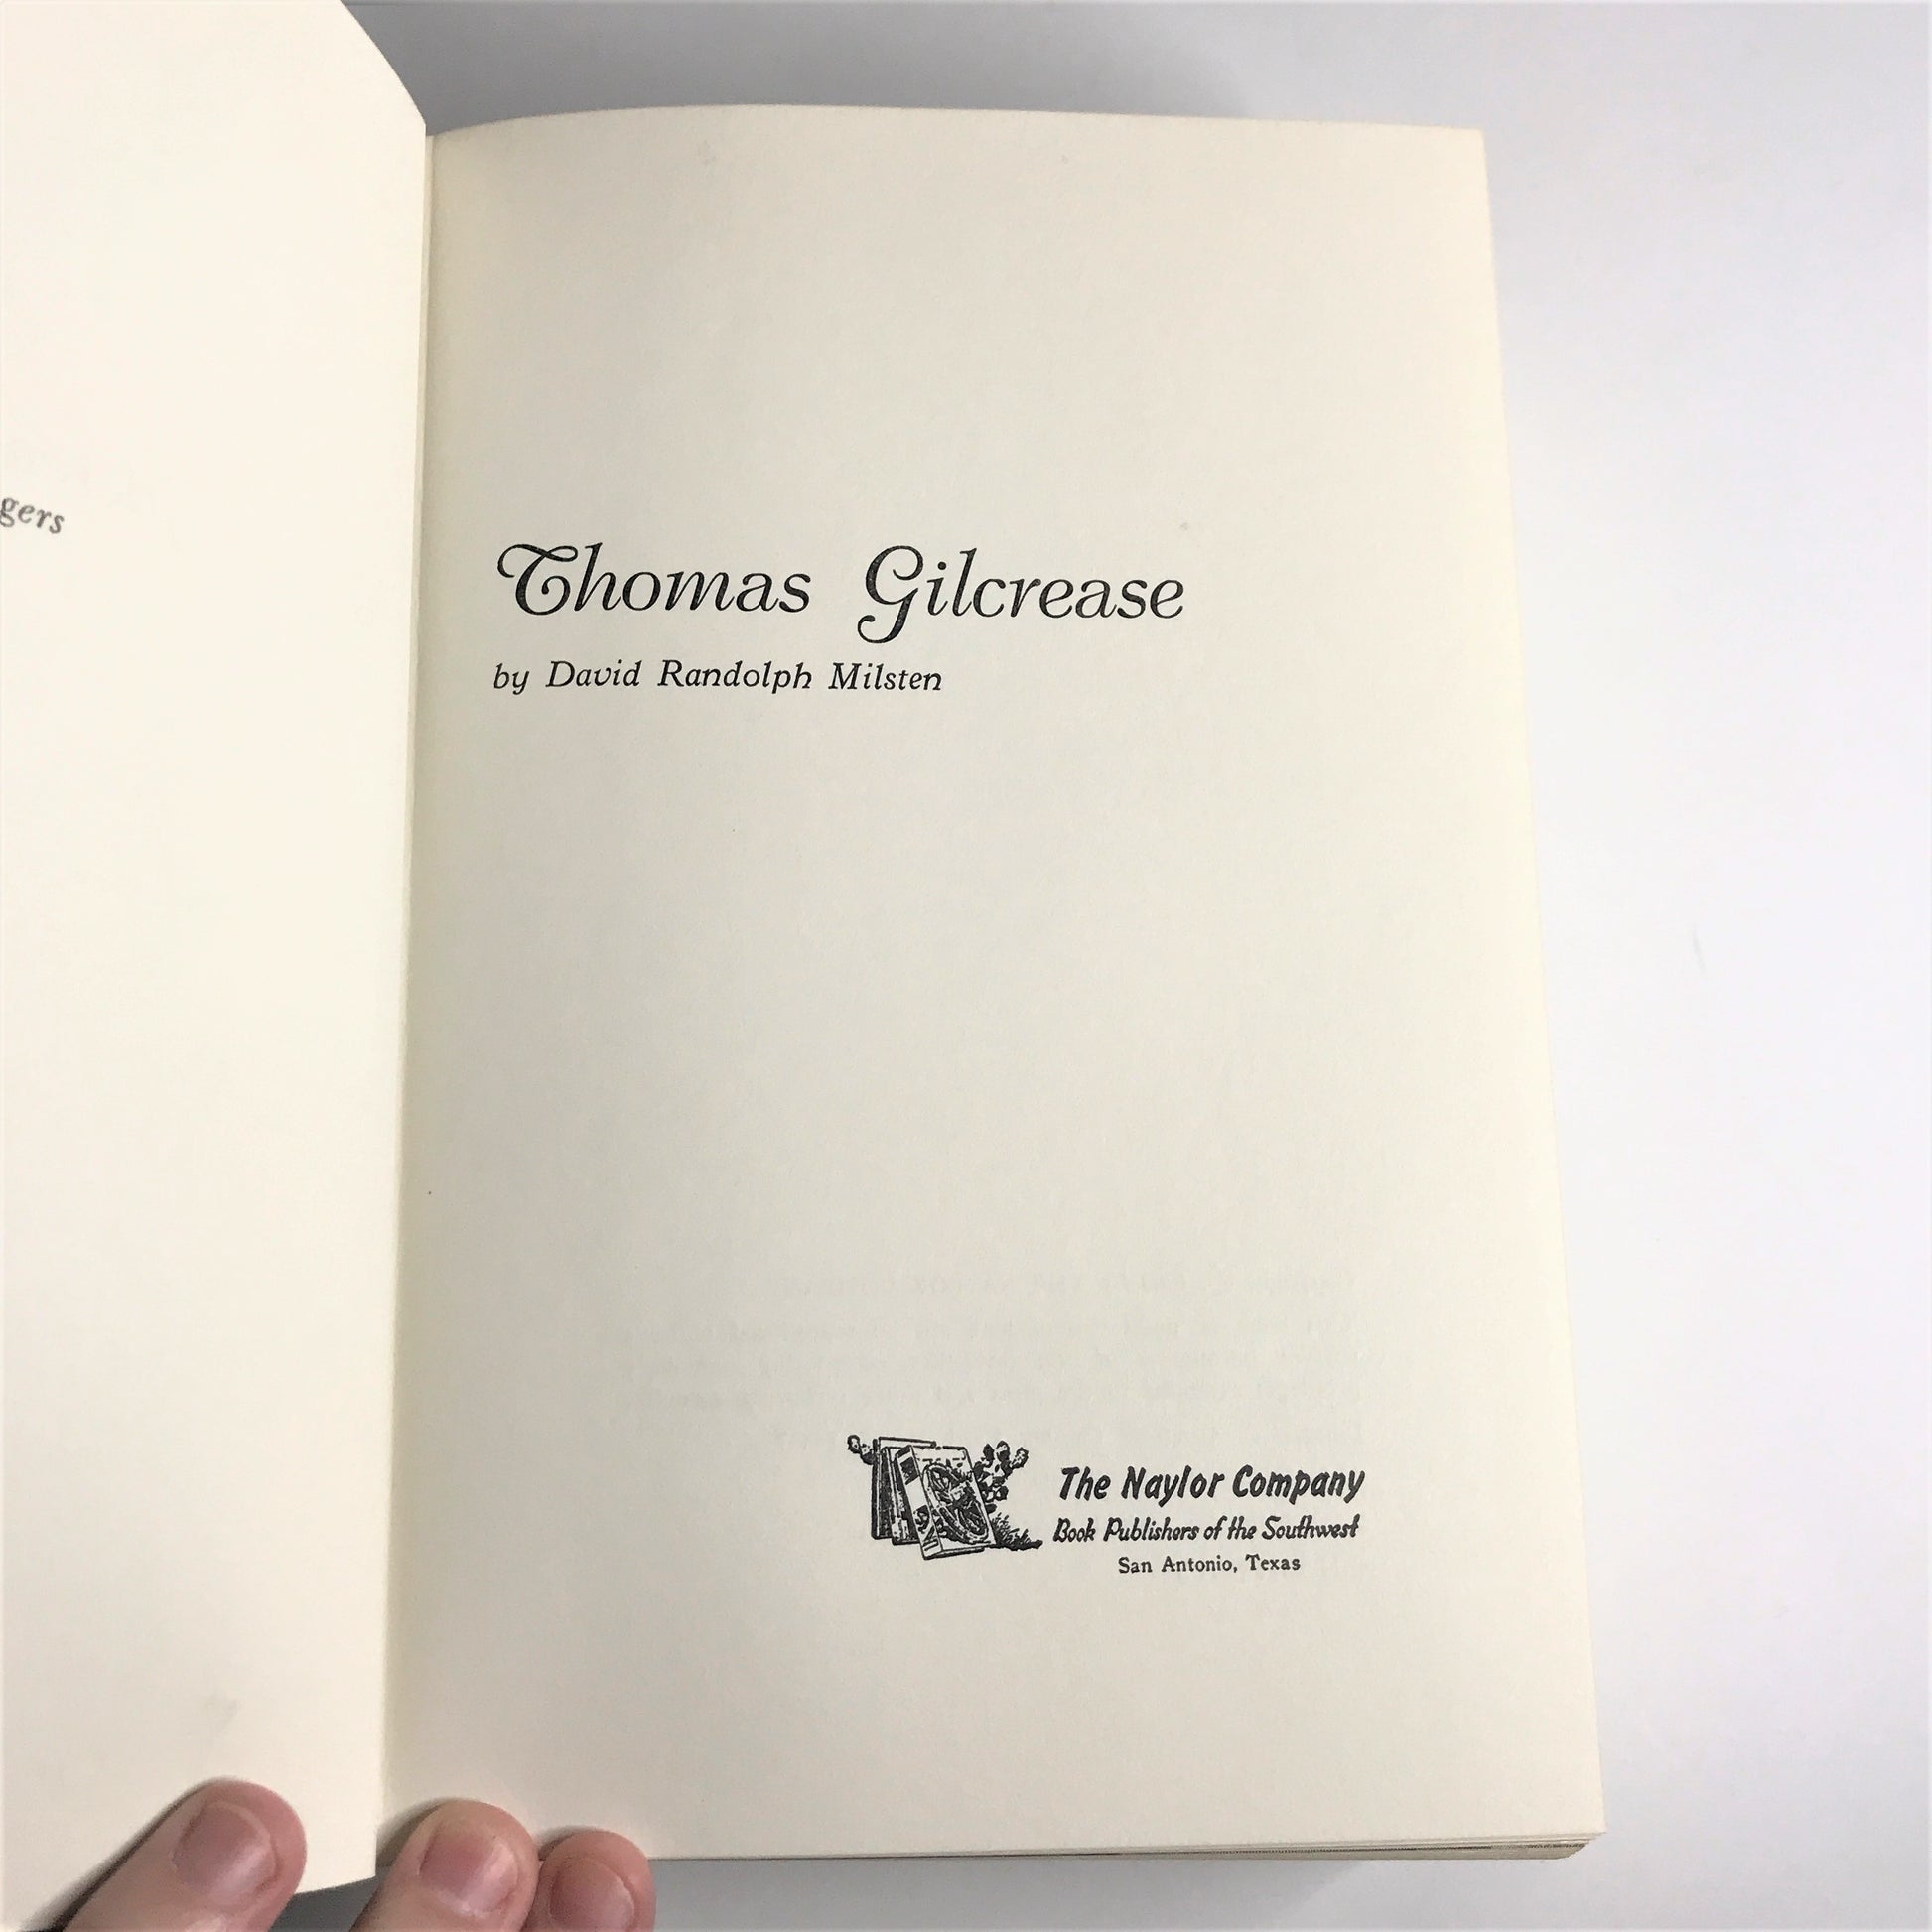 gers
Thomas Gilcrease
by David Randolph Milsten
The Naylor Company
Book Publishers of the Southwest
San Antonio, Texas